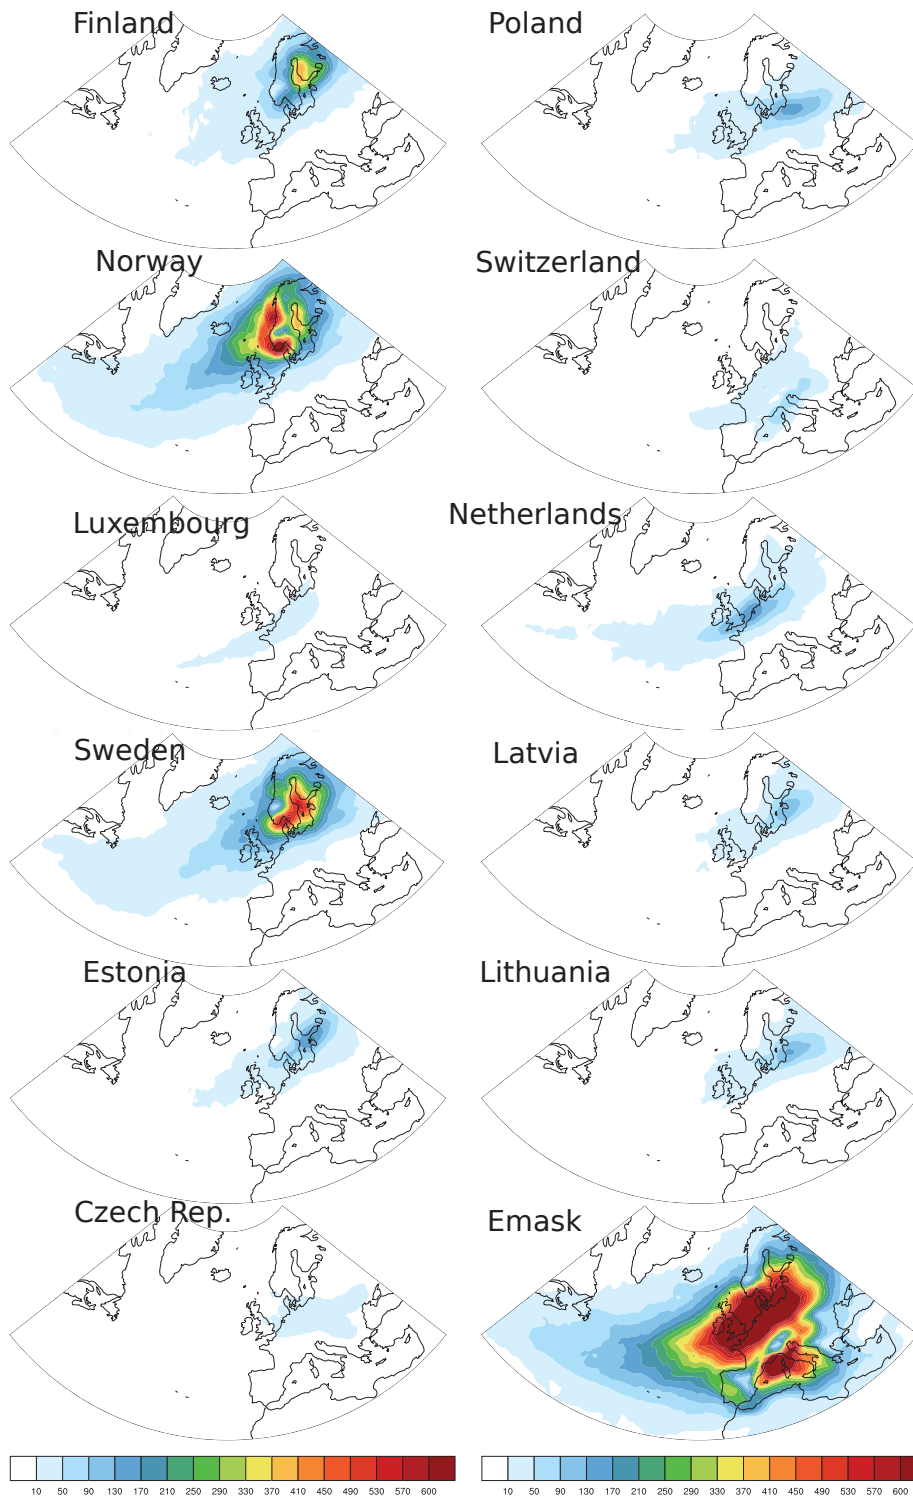 Finland Poland
Norway Switzerland
Luxembourg Netherlands
Sweden Latvia
Estonia Lithuania
Czech Rep. Emask
10 50 90 130 170 210 250 290 330 370 410 450 490 530 570 600 10 50 90 130 170 210 250 290 330 370 410 450 490 530 570 600